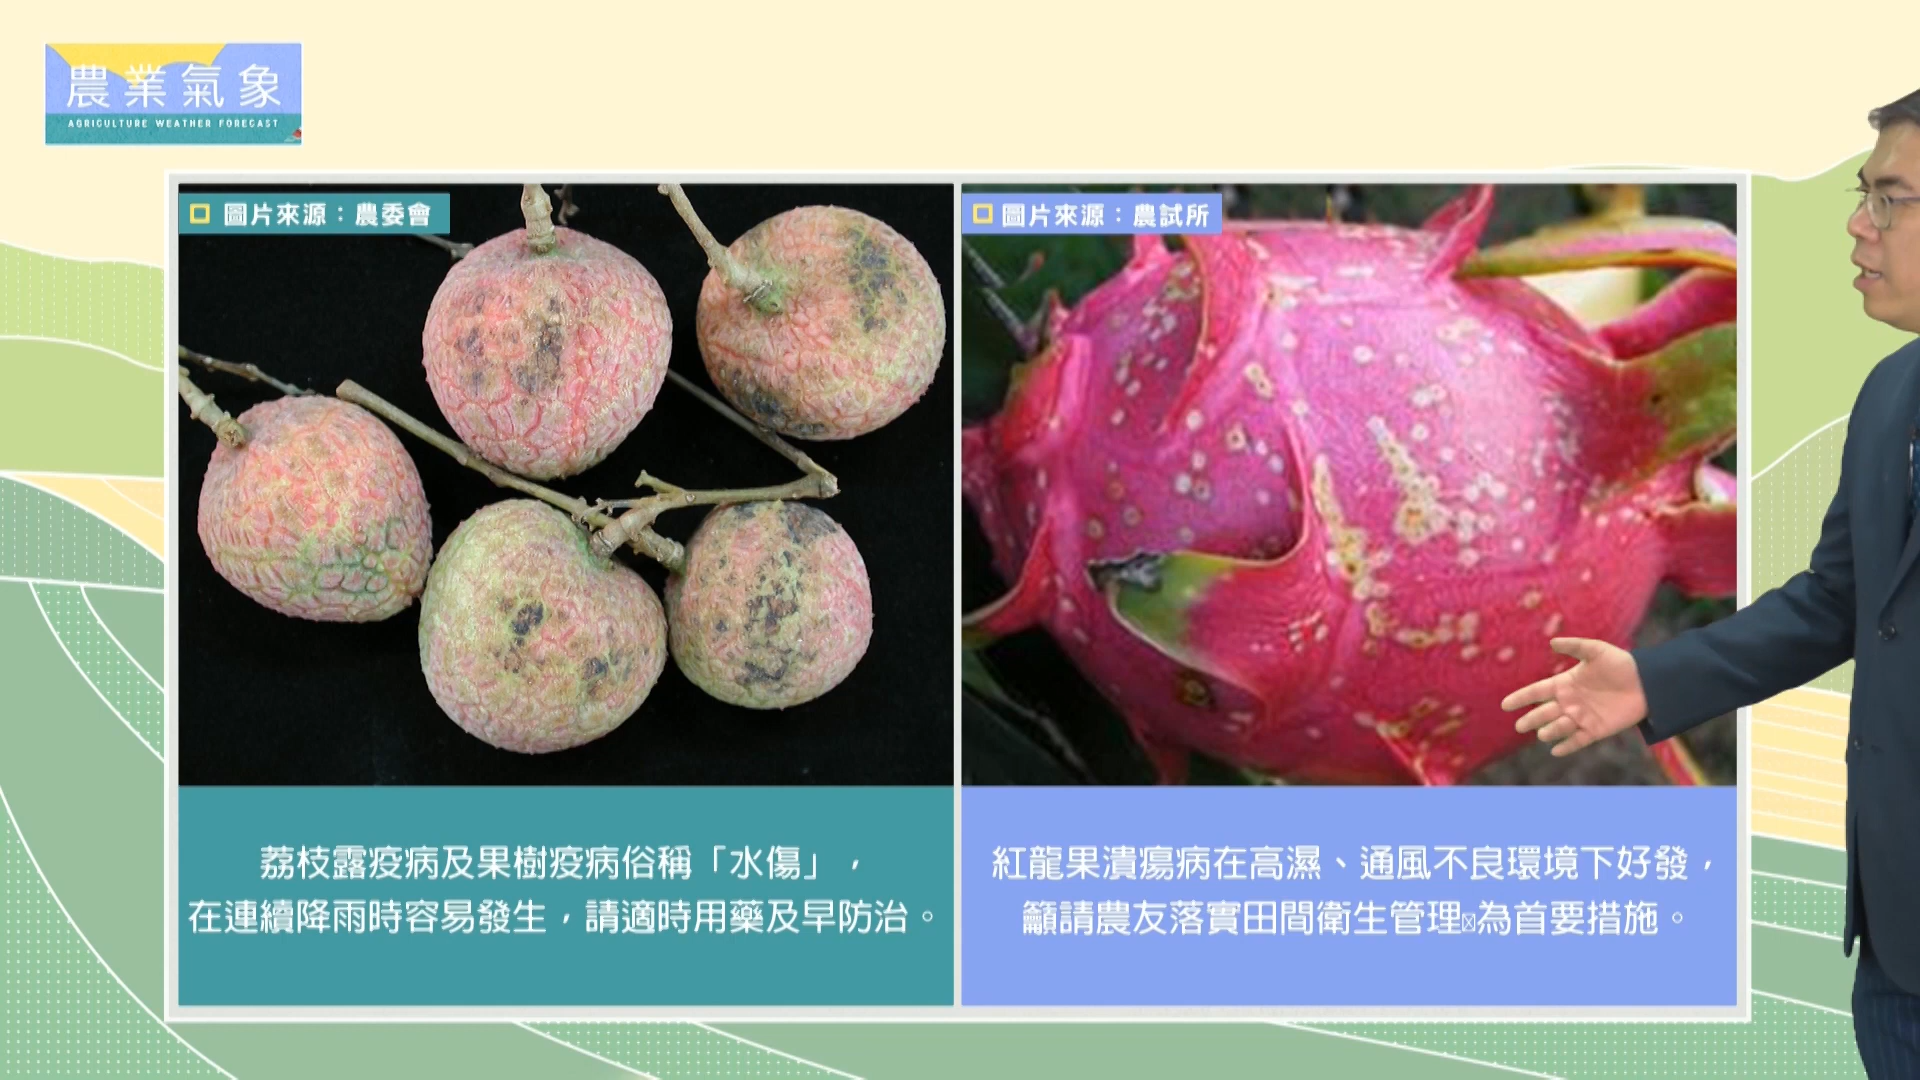 農業氣象
AGRICULTURE WEATHER FORECAST
圖片來源：農委會
圖片來源：農試所
荔枝露疫病及果樹疫病俗稱「水傷」，
在連續降雨時容易發生，請適時用藥及早防治。
紅龍果潰瘍病在高濕、通風不良環境下好發，
籲請農友落實田間衛生管理為首要措施。